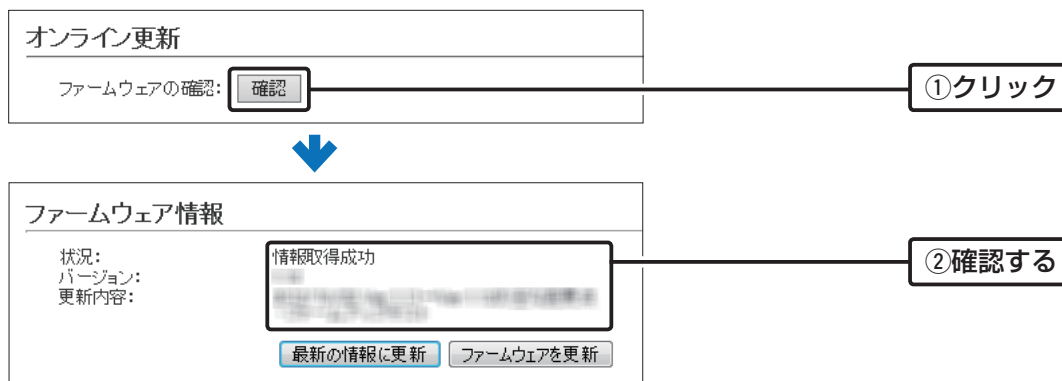 オンライン更新
ファームウェアの確認: 確認
①クリック
ファームウェア情報
状況: 情報取得成功
バージョン:
更新内容:
②確認する
最新の情報に更新 ファームウェアを更新